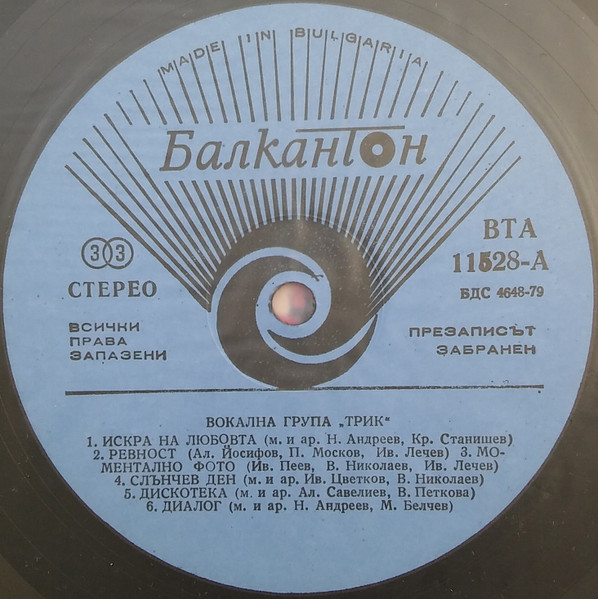 MADE IN BULGARIA
Балкантон
33
СТЕРЕО
ВТА
11528-А
БДС 4648-79
ВСИЧКИ
ПРАВА
ЗАПАЗЕНИ
ПРЕЗАПИСЪТ
ЗАБРАНЕН
ВОКАЛНА ГРУПА „ТРИК“
1. ИСКРА НА ЛЮБОВТА (м. и ар. Н. Андреев, Кр. Станишев)
2. РЕВНОСТ (Ал. Йосифов, П. Москов, Ив. Лечев) 3. МО-
МЕНТАЛНО ФОТО (Ив. Пеев, В. Николаев, Ив. Лечев)
4. СЛЪНЧЕВ ДЕН (м. и ар. Ив. Цветков, В. Николаев)
5. ДИСКОТЕКА (м. и ар. Ал. Савелиев, В. Петкова)
6. ДИАЛОГ (м. и ар. Н. Андреев, М. Белчев)